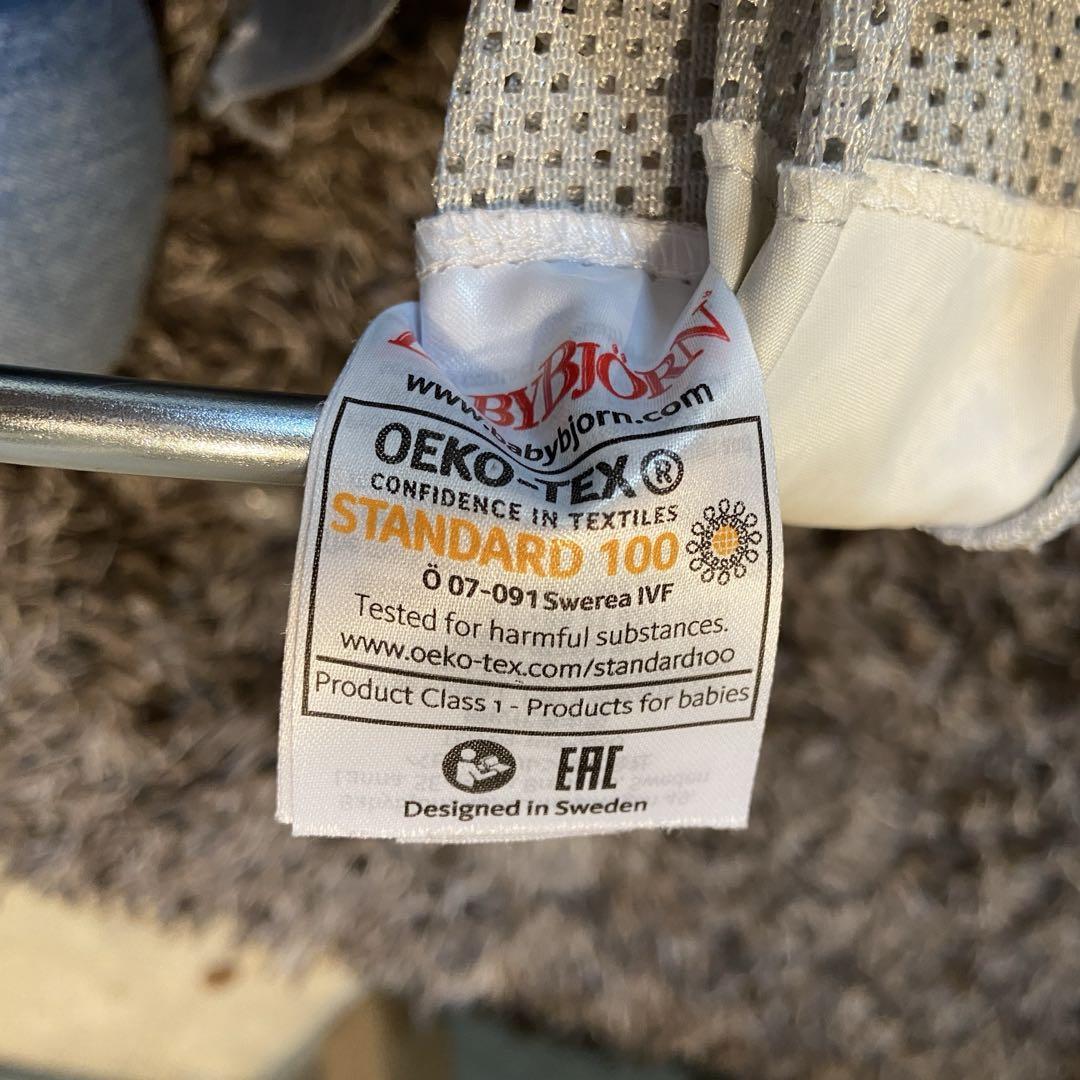 BABYBJÖRN
www.babybjorn.com
OEKO-TEX®
CONFIDENCE IN TEXTILES
STANDARD 100
Ö 07-091 Swerea IVF
Tested for harmful substances.
www.oeko-tex.com/standard100
Product Class 1 - Products for babies
EAC
Designed in Sweden